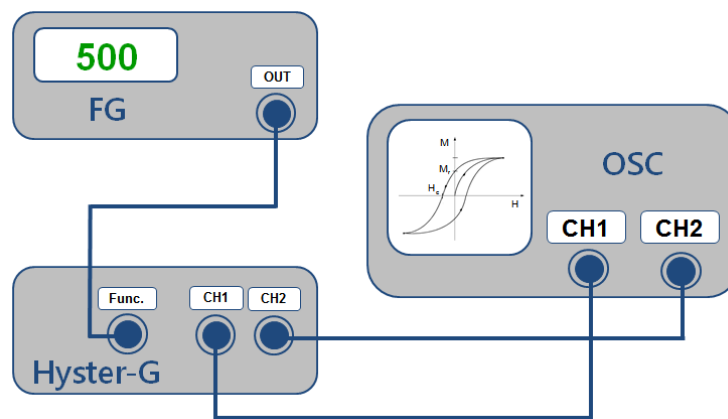 500
OUT
FG
M
Mr
Hc
H
OSC
CH1
CH2
Func.
CH1
CH2
Hyster-G